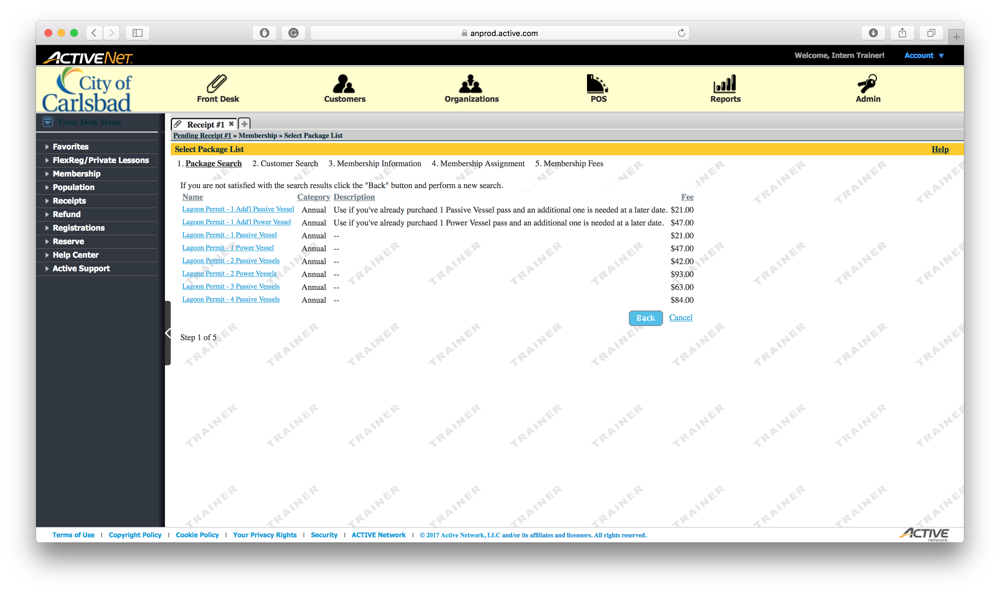 anprod.active.com
ACTIVENET™
Welcome, Intern Trainer! Account
City of
Carlsbad
Front Desk
Customers
Organizations
POS
Reports
Admin
Front Desk Menu
Favorites
FlexReg/Private Lessons
Membership
Population
Receipts
Refund
Registrations
Reserve
Help Center
Active Support
Receipt #1
Pending Receipt #1 » Membership » Select Package List
Select Package List Help
1. Package Search 2. Customer Search 3. Membership Information 4. Membership Assignment 5. Membership Fees
If you are not satisfied with the search results click the "Back" button and perform a new search.
Name Category Description Fee
Lagoon Permit - 1 Add'l Passive Vessel Annual Use if you've already purchaed 1 Passive Vessel pass and an additional one is needed at a later date. $21.00
Lagoon Permit - 1 Add'l Power Vessel Annual Use if you've already purchaed 1 Power Vessel pass and an additional one is needed at a later date. $47.00
Lagoon Permit - 1 Passive Vessel Annual -- $21.00
Lagoon Permit - 1 Power Vessel Annual -- $47.00
Lagoon Permit - 2 Passive Vessels Annual -- $42.00
Lagoon Permit - 2 Power Vessels Annual -- $93.00
Lagoon Permit - 3 Passive Vessels Annual -- $63.00
Lagoon Permit - 4 Passive Vessels Annual -- $84.00
Back Cancel
Step 1 of 5
TRAINER
Terms of Use | Copyright Policy | Cookie Policy | Your Privacy Rights | Security | ACTIVE Network | © 2017 Active Network, LLC and/or its affiliates and licensors. All rights reserved.
ACTIVE
network.